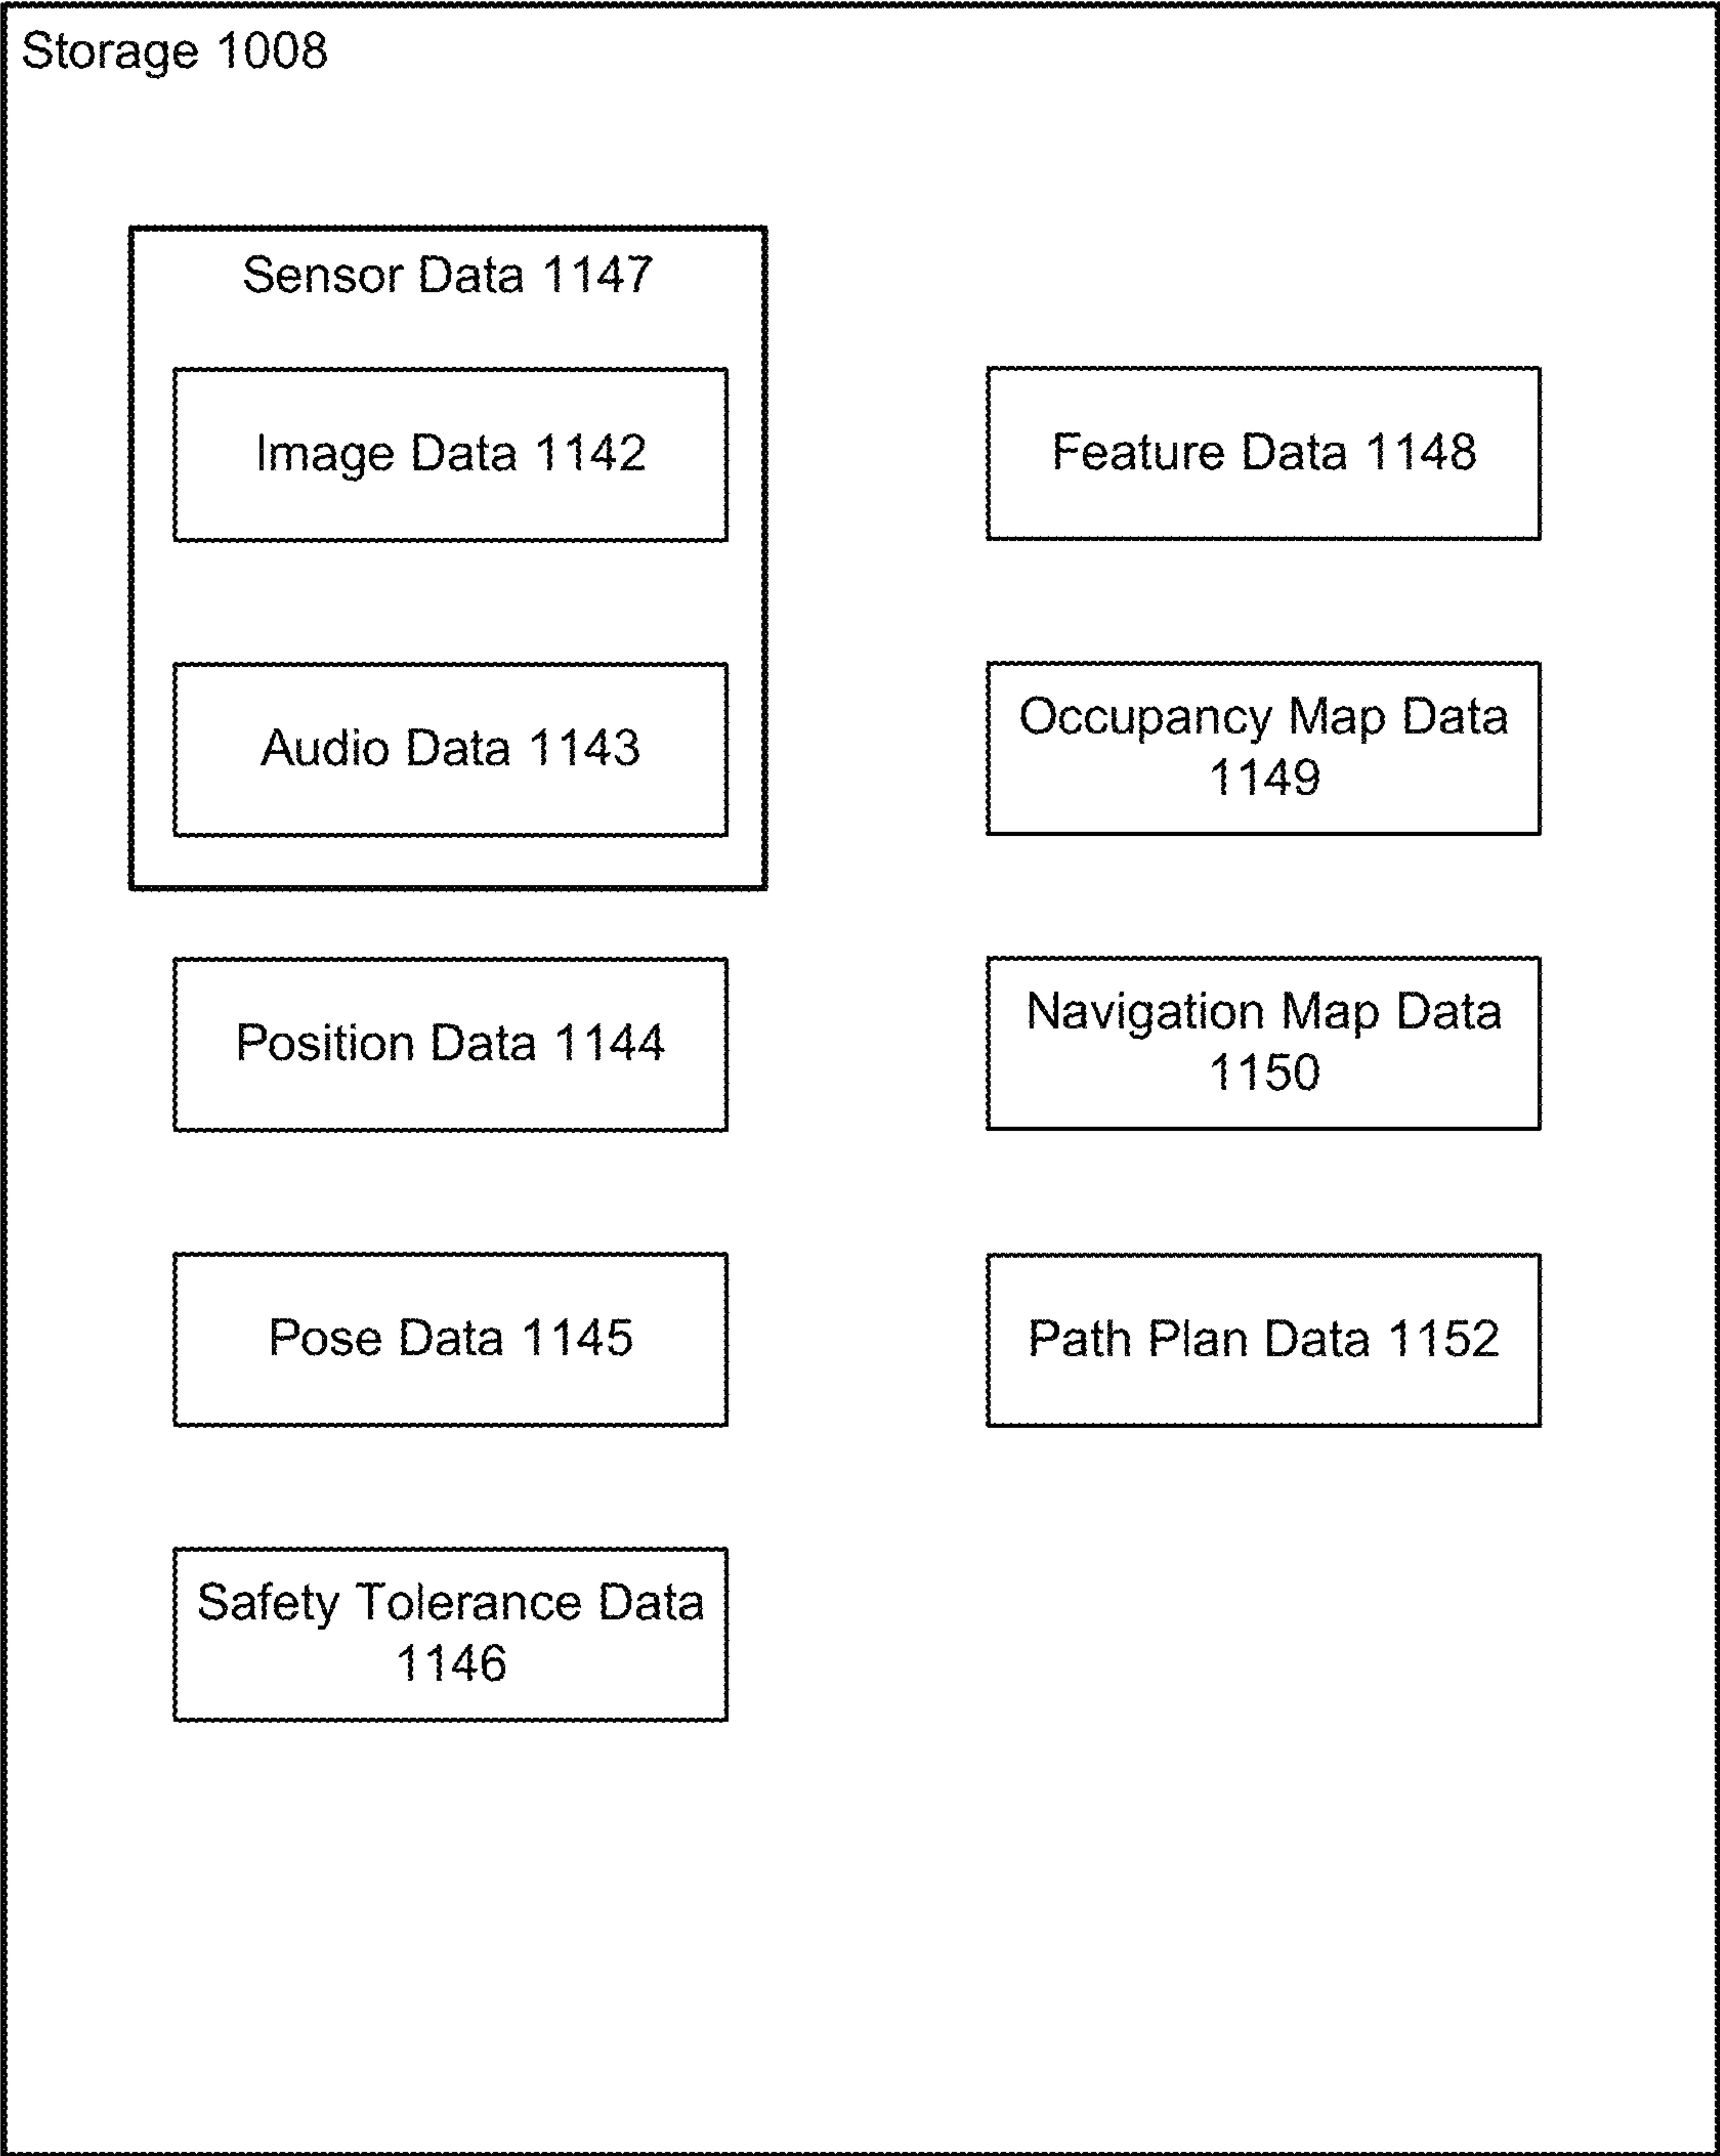 Storage 1008
Sensor Data 1147
Image Data 1142
Audio Data 1143
Position Data 1144
Pose Data 1145
Safety Tolerance Data
1146
Feature Data 1148
Occupancy Map Data
1149
Navigation Map Data
1150
Path Plan Data 1152